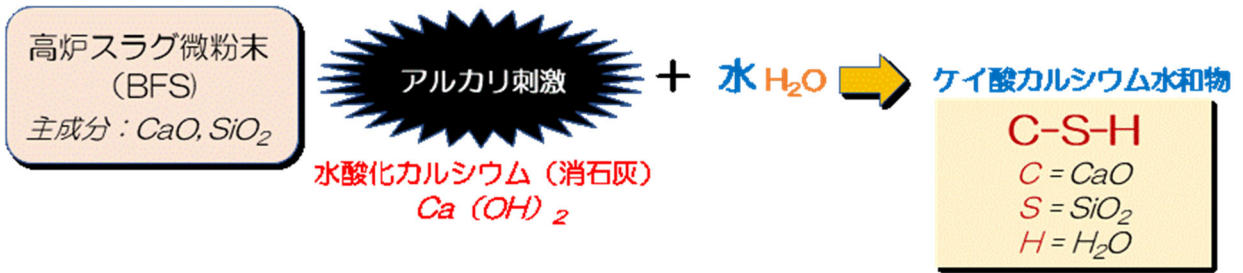 高炉スラグ微粉末
(BFS)
主成分：CaO, SiO₂
アルカリ刺激
水酸化カルシウム（消石灰）
Ca（OH）₂
+
水 H₂O
ケイ酸カルシウム水和物
C-S-H
C = CaO
S = SiO₂
H = H₂O